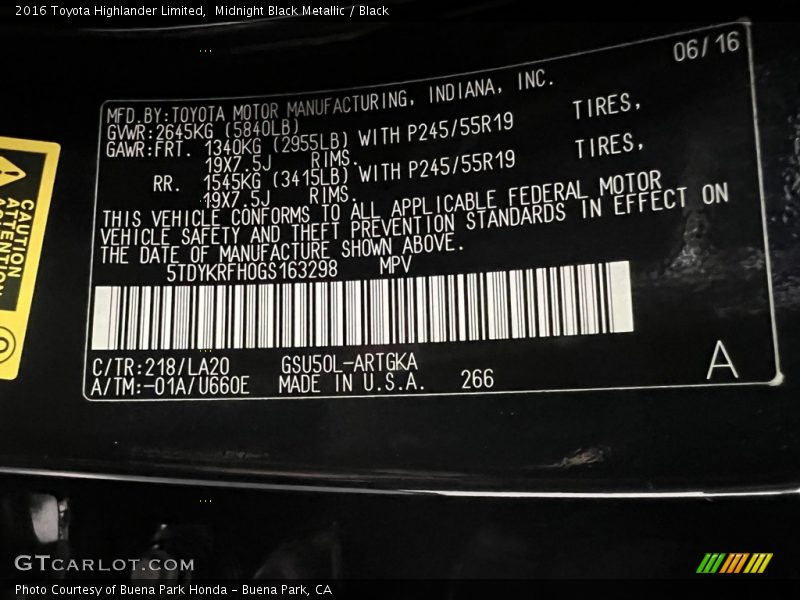 2016 Toyota Highlander Limited,  Midnight Black Metallic / Black
06/16
MFD.BY:TOYOTA MOTOR MANUFACTURING, INDIANA, INC.
GVWR:2645KG (5840LB)
GAWR:FRT. 1340KG (2955LB) WITH P245/55R19 TIRES,
19X7.5J RIMS.
RR. 1545KG (3415LB) WITH P245/55R19 TIRES,
19X7.5J RIMS.
THIS VEHICLE CONFORMS TO ALL APPLICABLE FEDERAL MOTOR
VEHICLE SAFETY AND THEFT PREVENTION STANDARDS IN EFFECT ON
THE DATE OF MANUFACTURE SHOWN ABOVE.
5TDYKRFH0GS163298 MPV
C/TR:218/LA20 GSU50L-ARTGKA
A/TM:-01A/U660E MADE IN U.S.A. 266
A
CAUTION
ATTENTION
GTCARLOT.COM
Photo Courtesy of Buena Park Honda - Buena Park, CA